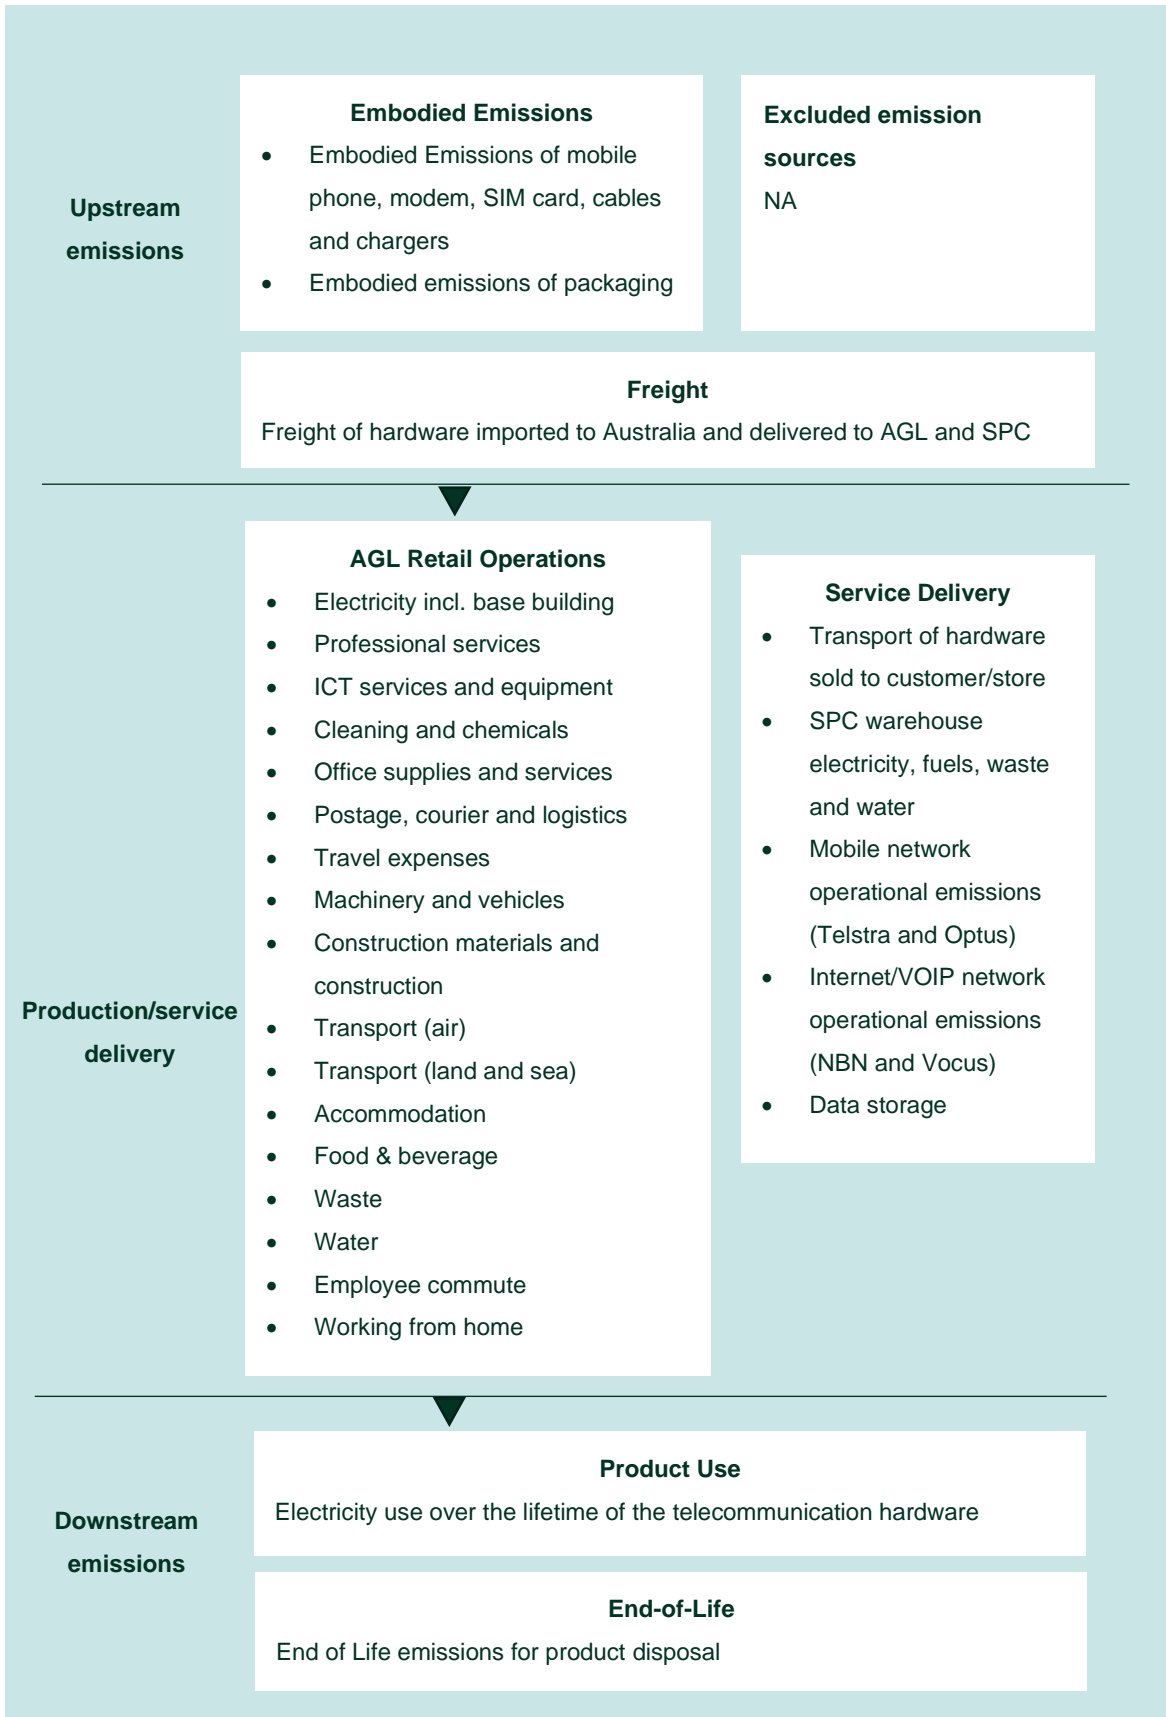 Upstream
emissions
Embodied Emissions
• Embodied Emissions of mobile
phone, modem, SIM card, cables
and chargers
• Embodied emissions of packaging
Excluded emission
sources
NA
Freight
Freight of hardware imported to Australia and delivered to AGL and SPC
Production/service
delivery
AGL Retail Operations
• Electricity incl. base building
• Professional services
• ICT services and equipment
• Cleaning and chemicals
• Office supplies and services
• Postage, courier and logistics
• Travel expenses
• Machinery and vehicles
• Construction materials and
construction
• Transport (air)
• Transport (land and sea)
• Accommodation
• Food & beverage
• Waste
• Water
• Employee commute
• Working from home
Service Delivery
• Transport of hardware
sold to customer/store
• SPC warehouse
electricity, fuels, waste
and water
• Mobile network
operational emissions
(Telstra and Optus)
• Internet/VOIP network
operational emissions
(NBN and Vocus)
• Data storage
Downstream
emissions
Product Use
Electricity use over the lifetime of the telecommunication hardware
End-of-Life
End of Life emissions for product disposal